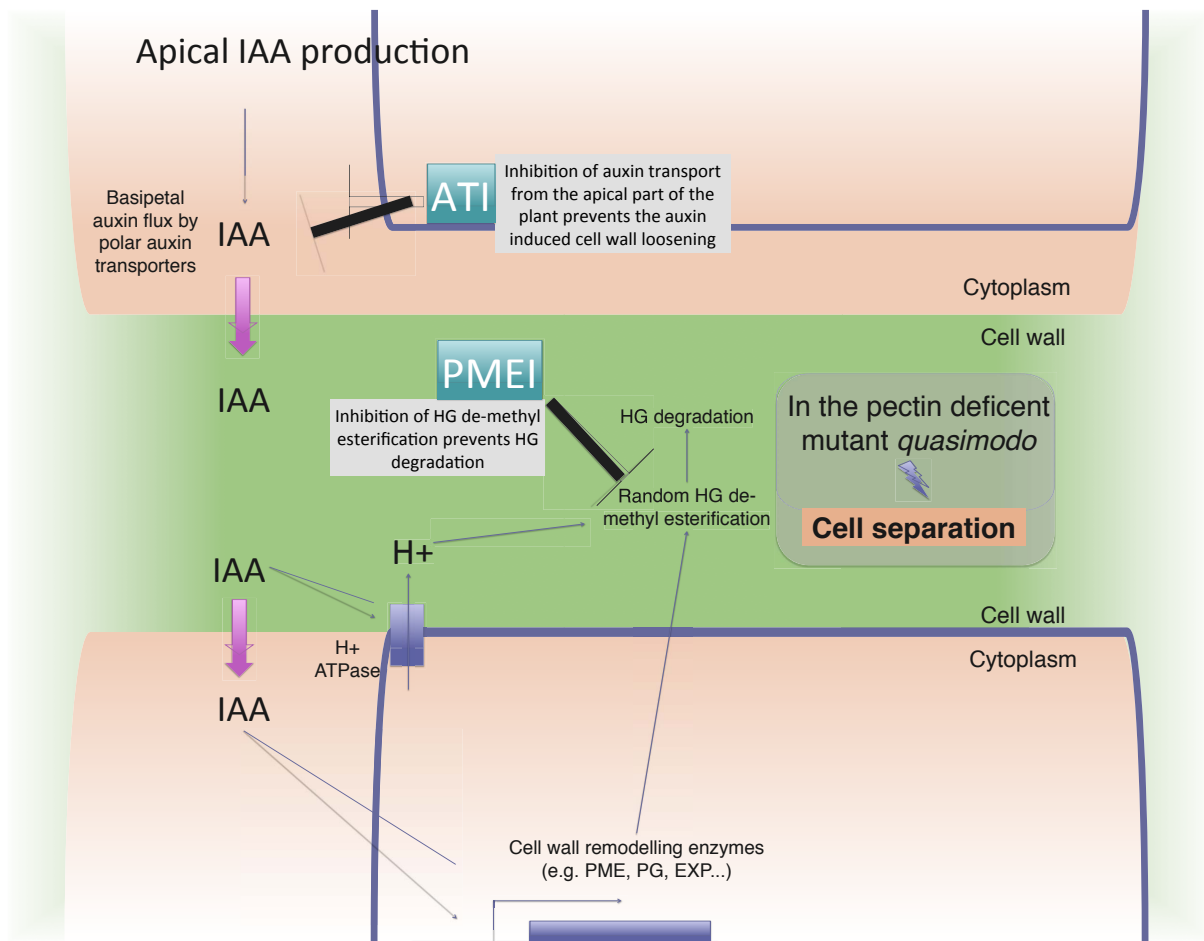 Apical IAA production
Basipetal
auxin flux by
polar auxin
transporters
IAA
ATI
Inhibition of auxin transport
from the apical part of the
plant prevents the auxin
induced cell wall loosening
Cytoplasm
Cell wall
IAA
PMEI
Inhibition of HG de-methyl
esterification prevents HG
degradation
HG degradation
Random HG de-
methyl esterification
In the pectin deficent
mutant quasimodo
Cell separation
IAA
H+
H+
ATPase
Cell wall
Cytoplasm
IAA
Cell wall remodelling enzymes
(e.g. PME, PG, EXP...)